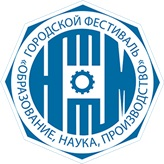 ГОРОДСКОЙ ФЕСТИВАЛЬ
«ОБРАЗОВАНИЕ, НАУКА, ПРОИЗВОДСТВО»